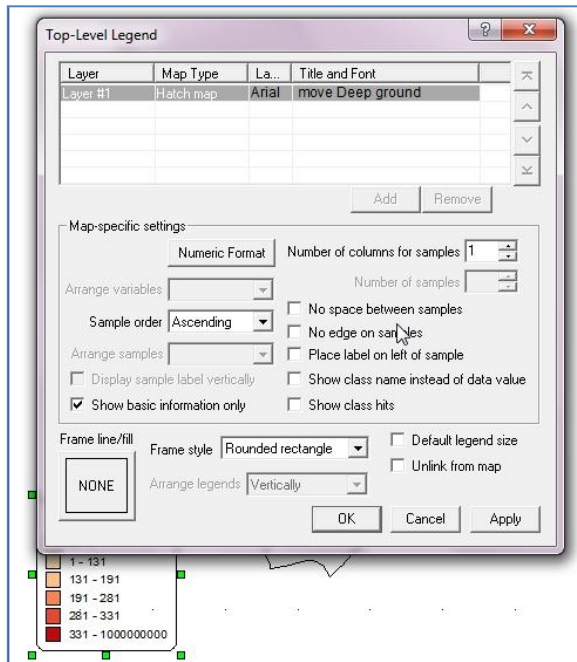 Top-Level Legend
Layer Map Type La... Title and Font
Layer #1 Hatch map Arial move Deep ground
Add Remove
Map-specific settings
Numeric Format Number of columns for samples 1
Number of samples
Arrange variables
No space between samples
Sample order Ascending
No edge on samples
Arrange samples Place label on left of sample
Display sample label vertically Show class name instead of data value
Show basic information only Show class hits
Frame line/fill Default legend size
Frame style Rounded rectangle
Unlink from map
NONE Arrange legends Vertically
OK Cancel Apply
1 - 131
131 - 191
191 - 281
281 - 331
331 - 1000000000